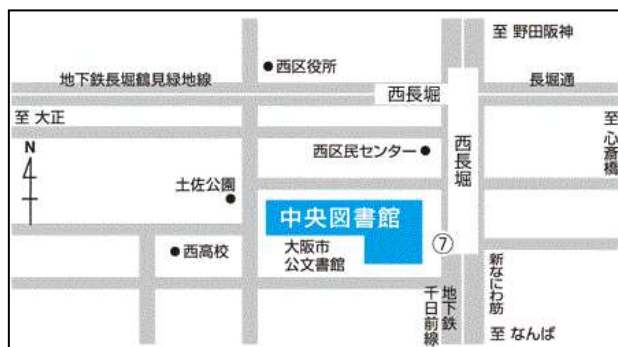 至 野田阪神
西区役所
地下鉄長堀鶴見緑地線
長堀通
西長堀
至 大正
至 心斎橋
N
西区民センター
西長堀
土佐公園
中央図書館
大阪市
公文書館
⑦
西高校
新なにわ筋
地下鉄
千日前線
至 なんば